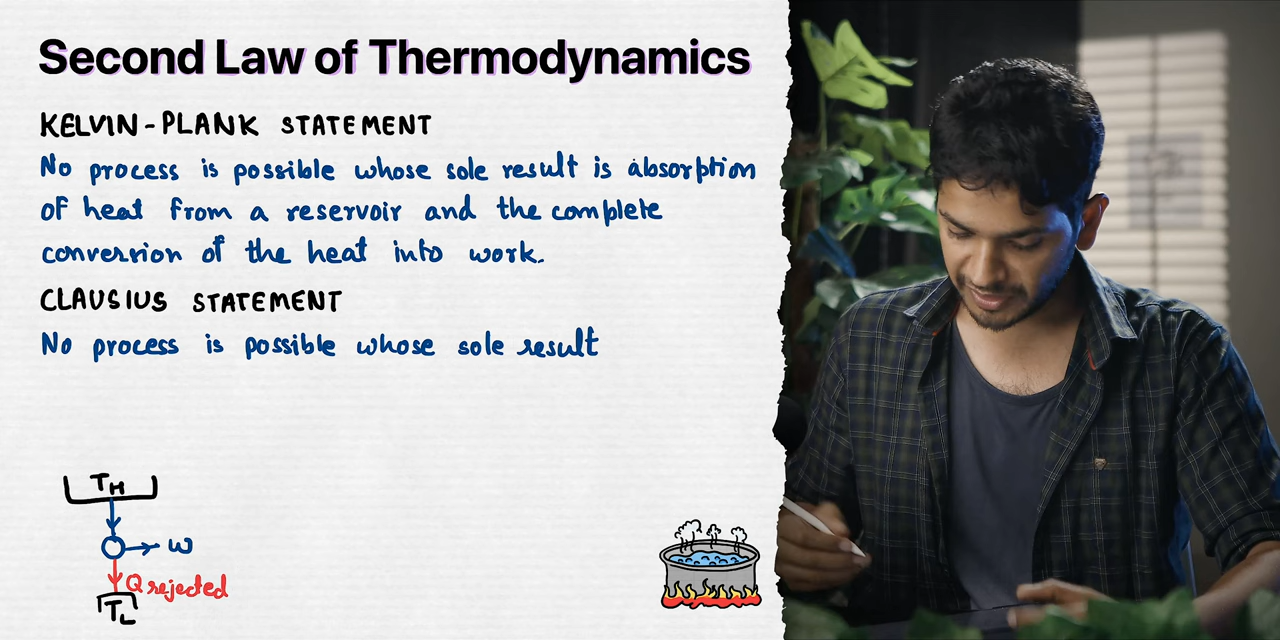 Second Law of Thermodynamics
KELVIN-PLANK STATEMENT
No process is possible whose sole result is absorption
of heat from a reservoir and the complete
conversion of the heat into work.
CLAUSIUS STATEMENT
No process is possible whose sole result
TH
W
Q rejected
TL